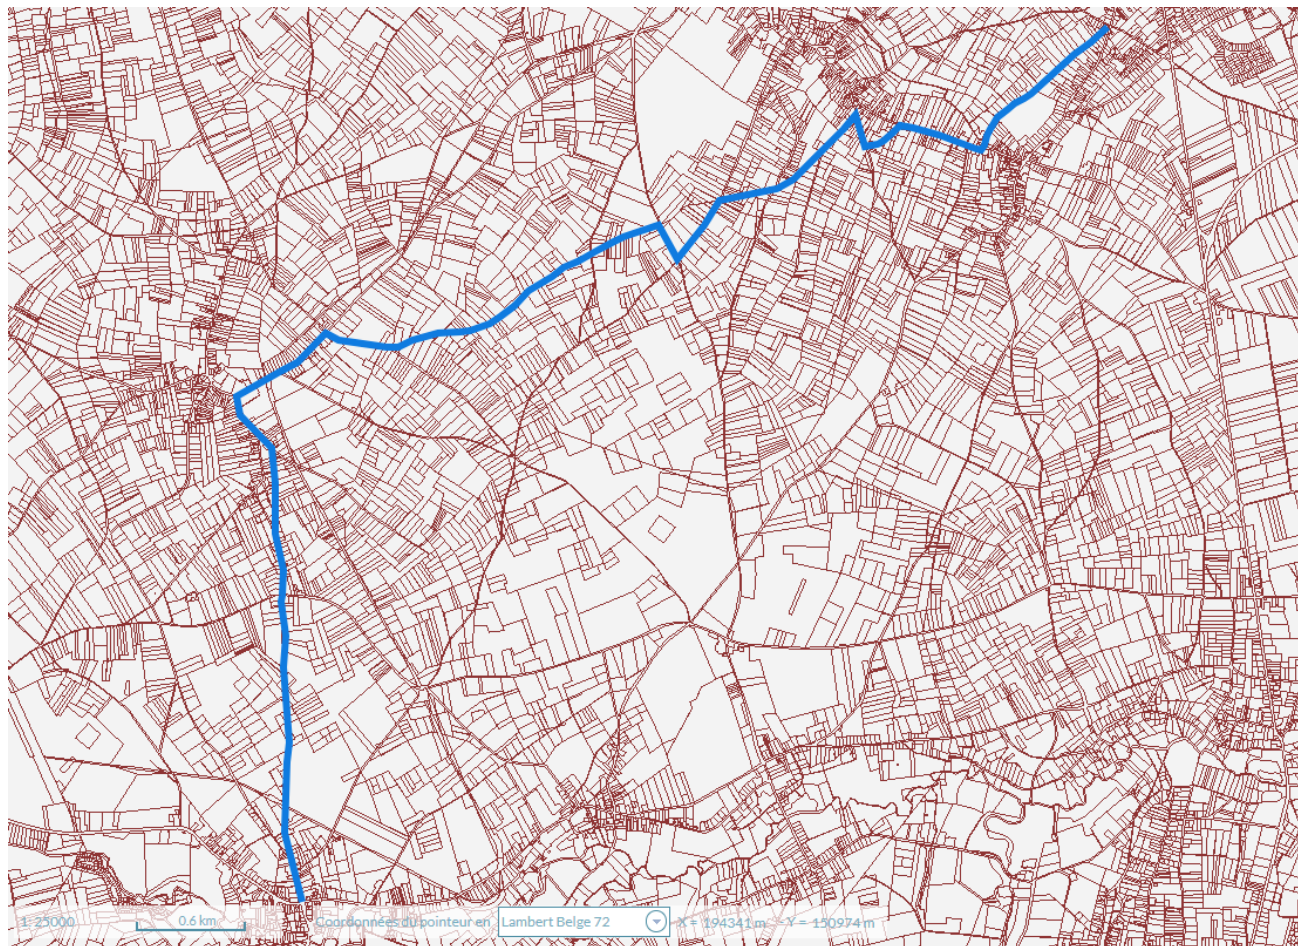 1: 25000 0.6 km Coordonnées du pointeur en Lambert Belge 72 X = 194341 m Y = 150974 m